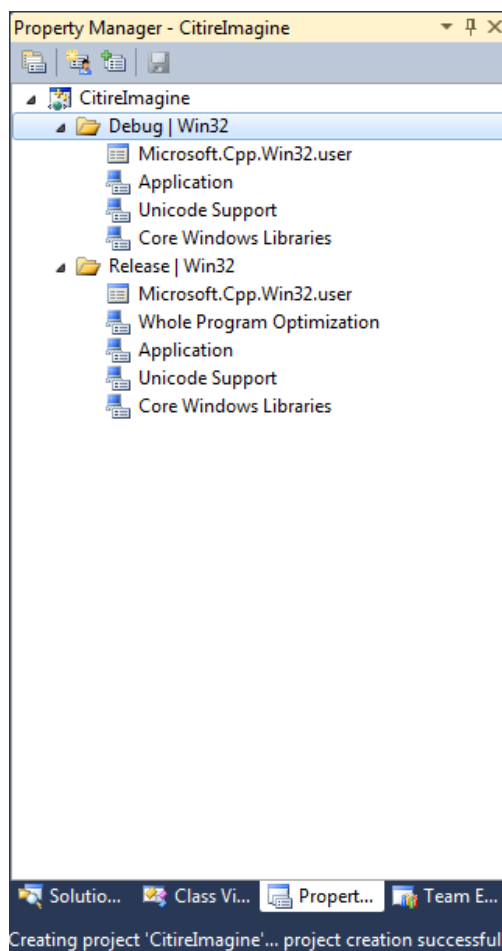 Property Manager - CitireImagine
CitireImagine
Debug | Win32
Microsoft.Cpp.Win32.user
Application
Unicode Support
Core Windows Libraries
Release | Win32
Microsoft.Cpp.Win32.user
Whole Program Optimization
Application
Unicode Support
Core Windows Libraries
Solutio... Class Vi... Propert... Team E...
Creating project 'CitireImagine'... project creation successful